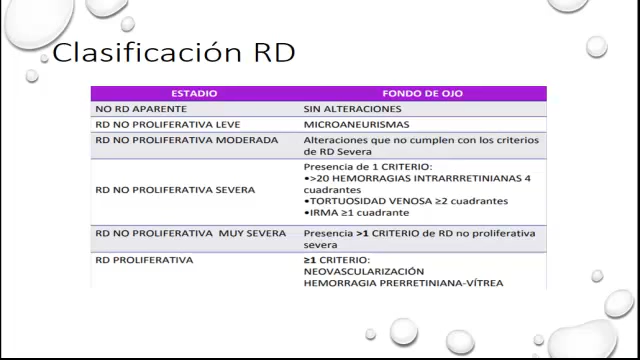 Clasificación RD
ESTADIO FONDO DE OJO
NO RD APARENTE SIN ALTERACIONES
RD NO PROLIFERATIVA LEVE MICROANEURISMAS
RD NO PROLIFERATIVA MODERADA Alteraciones que no cumplen con los criterios
de RD Severa
Presencia de 1 CRITERIO:
•>20 HEMORRAGIAS INTRARRRETINIANAS 4
cuadrantes
RD NO PROLIFERATIVA SEVERA
•TORTUOSIDAD VENOSA ≥2 cuadrantes
•IRMA ≥1 cuadrante
RD NO PROLIFERATIVA MUY SEVERA Presencia >1 CRITERIO de RD no proliferativa
severa
RD PROLIFERATIVA ≥1 CRITERIO:
NEOVASCULARIZACIÓN
HEMORRAGIA PRERRETINIANA-VÍTREA